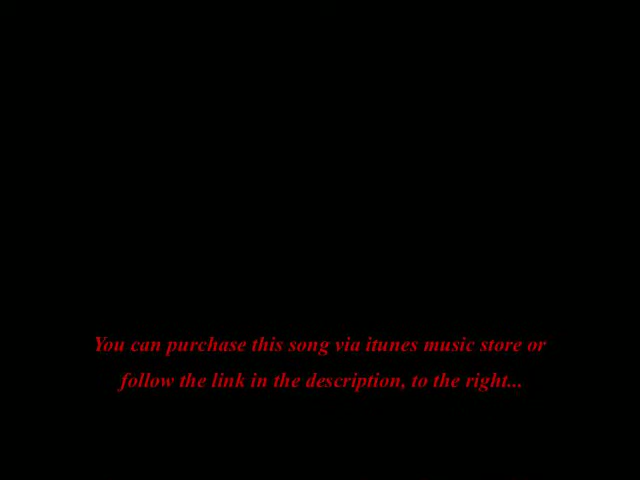 You can purchase this song via itunes music store or
follow the link in the description, to the right...